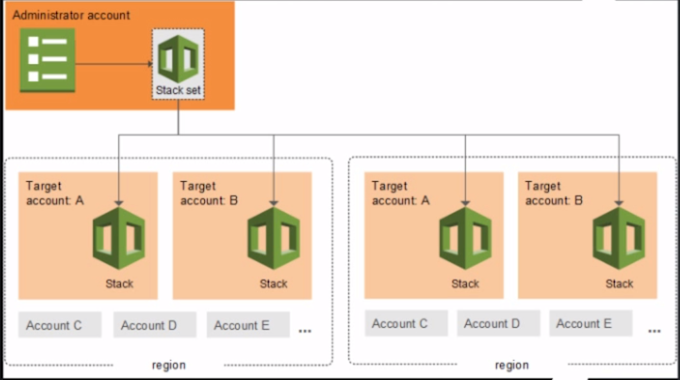 Administrator account
Stack set
Target
account: A
Target
account: B
Target
account: A
Target
account: B
Stack
Stack
Stack
Stack
Account C
Account D
Account E
...
Account C
Account D
Account E
...
region
region